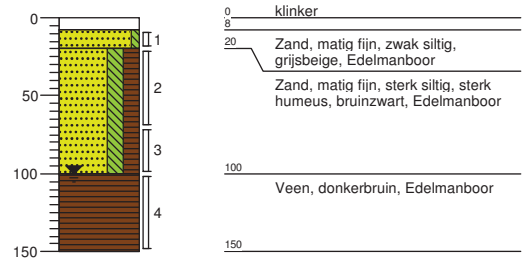 0
50
100
150
1
2
3
4
0
klinker
8
20
Zand, matig fijn, zwak siltig,
grijsbeige, Edelmanboor
Zand, matig fijn, sterk siltig, sterk
humeus, bruinzwart, Edelmanboor
100
Veen, donkerbruin, Edelmanboor
150